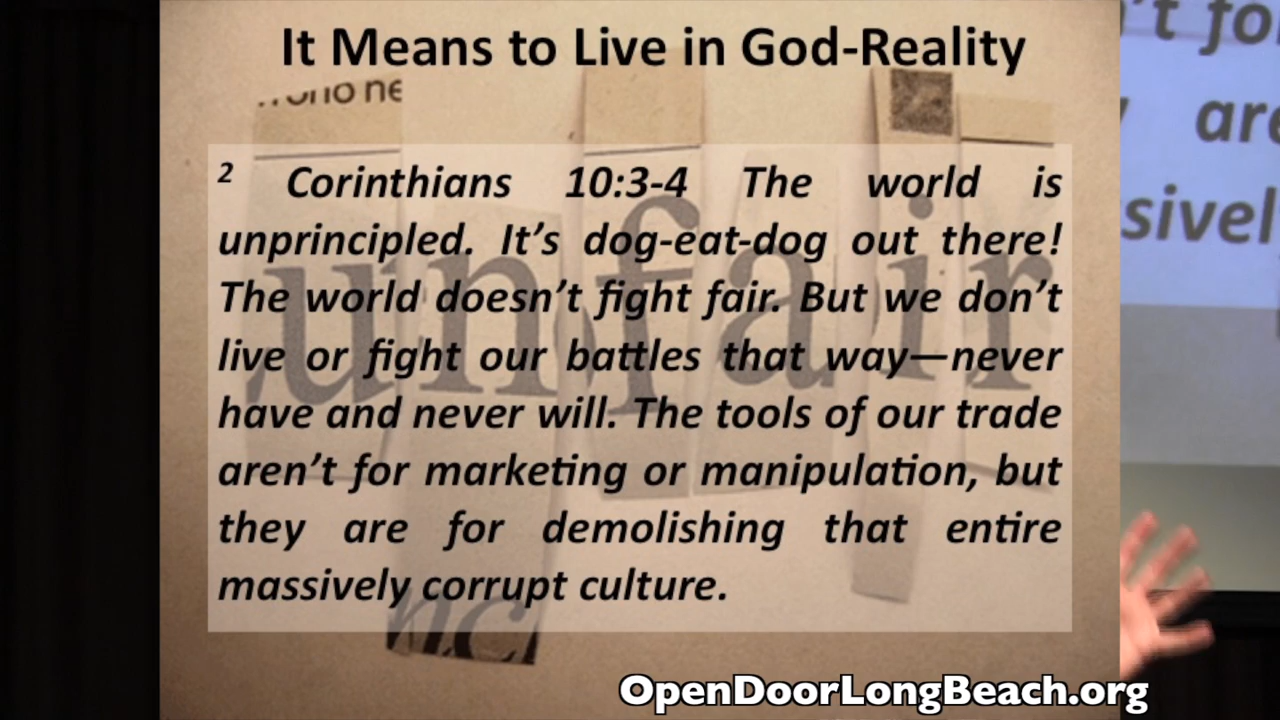 It Means to Live in God-Reality
² Corinthians 10:3-4 The world is
unprincipled. It’s dog-eat-dog out there!
The world doesn’t fight fair. But we don’t
live or fight our battles that way—never
have and never will. The tools of our trade
aren’t for marketing or manipulation, but
they are for demolishing that entire
massively corrupt culture.
unfair
OpenDoorLongBeach.org